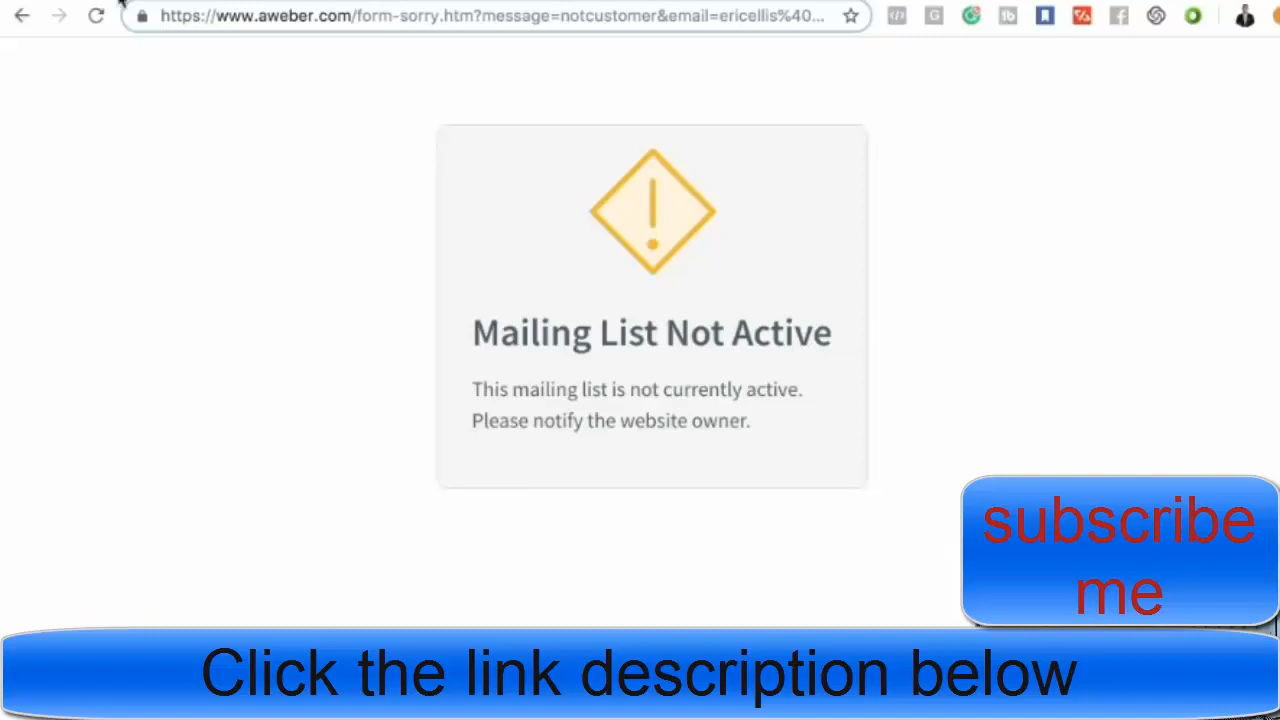 https://www.aweber.com/form-sorry.htm?message=notcustomer&email=ericellis%40...
Mailing List Not Active
This mailing list is not currently active.
Please notify the website owner.
subscribe
me
Click the link description below